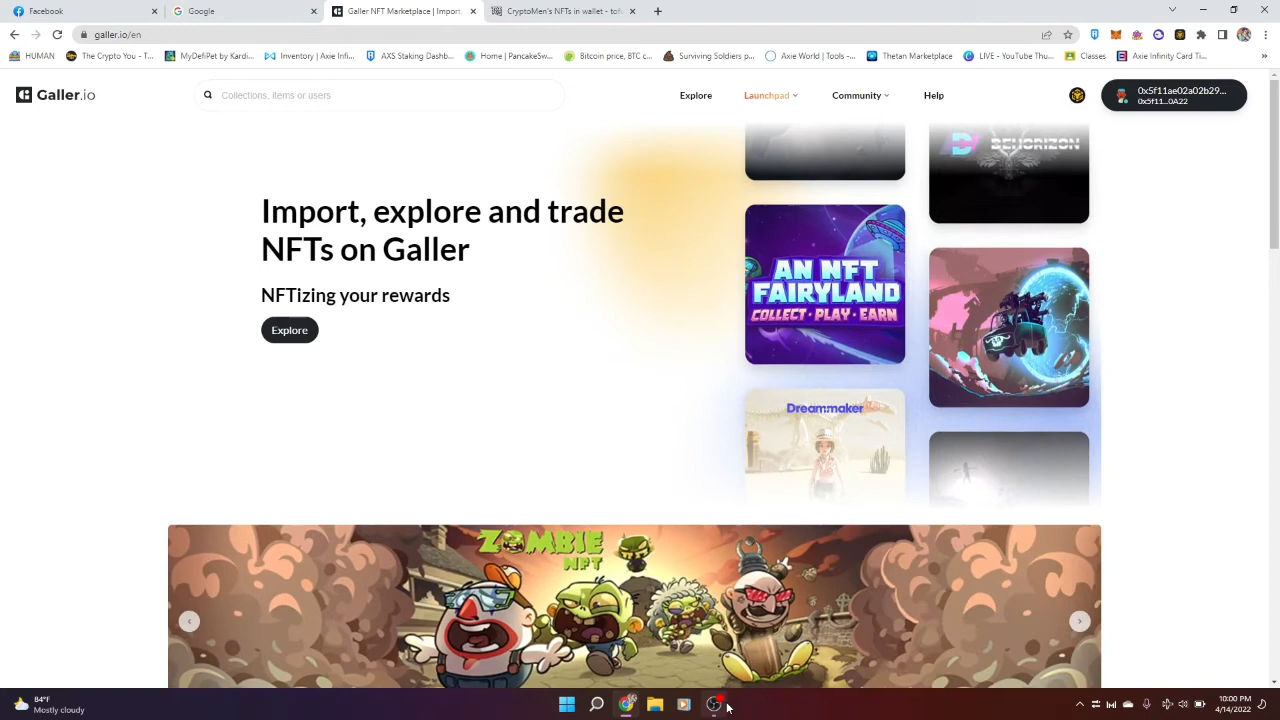 Facebook
Google
Galler NFT Marketplace Import,
CryptoMen's NFTs in wallet - tof
galler.io/en
HUMAN
The Crypto You - T...
MyDefiPet by Kardi...
Inventory | Axie Infi...
AXS Staking Dashb...
Home | PancakeSw...
Bitcoin price, BTC c...
Surviving Soldiers p...
Axie World | Tools -...
Thetan Marketplace
LIVE - YouTube Thu...
Classes
Axie Infinity Card Ti...
Galler.io
Collections, items or users
Explore
Launchpad
Community
Help
0x5f11ae02a02b29...
0x5f11...0A22
DEHORIZON
Import, explore and trade
NFTs on Galler
NFTizing your rewards
Explore
AN NFT
FAIRYLAND
COLLECT · PLAY · EARN
Dreammaker
ZOMBIE
NFT
84°F
Mostly cloudy
10:00 PM
4/14/2022